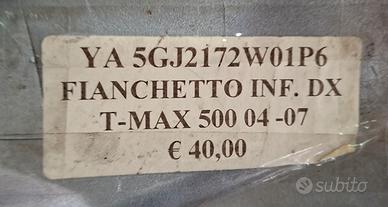 YA 5GJ2172W01P6
FIANCHETTO INF. DX
T-MAX 500 04 -07
€ 40,00
subito